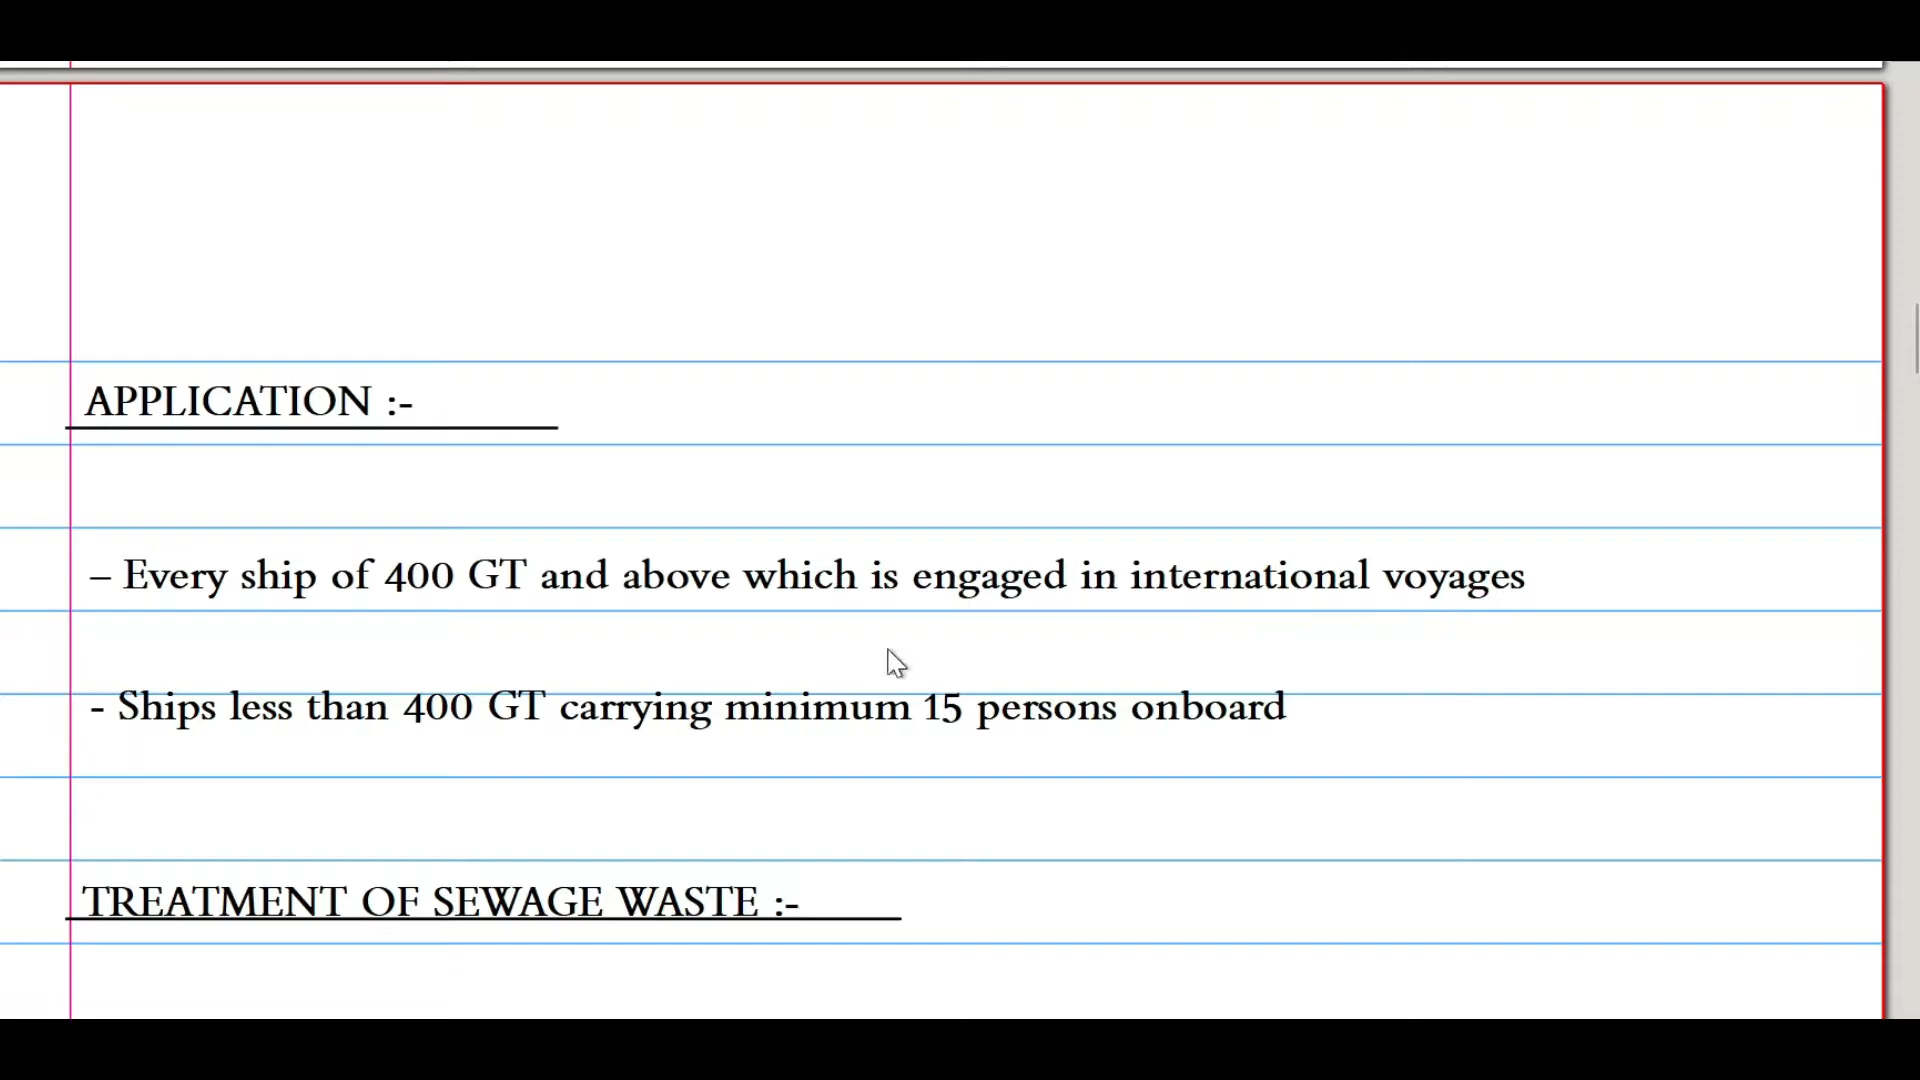 APPLICATION :-
– Every ship of 400 GT and above which is engaged in international voyages
- Ships less than 400 GT carrying minimum 15 persons onboard
TREATMENT OF SEWAGE WASTE :-